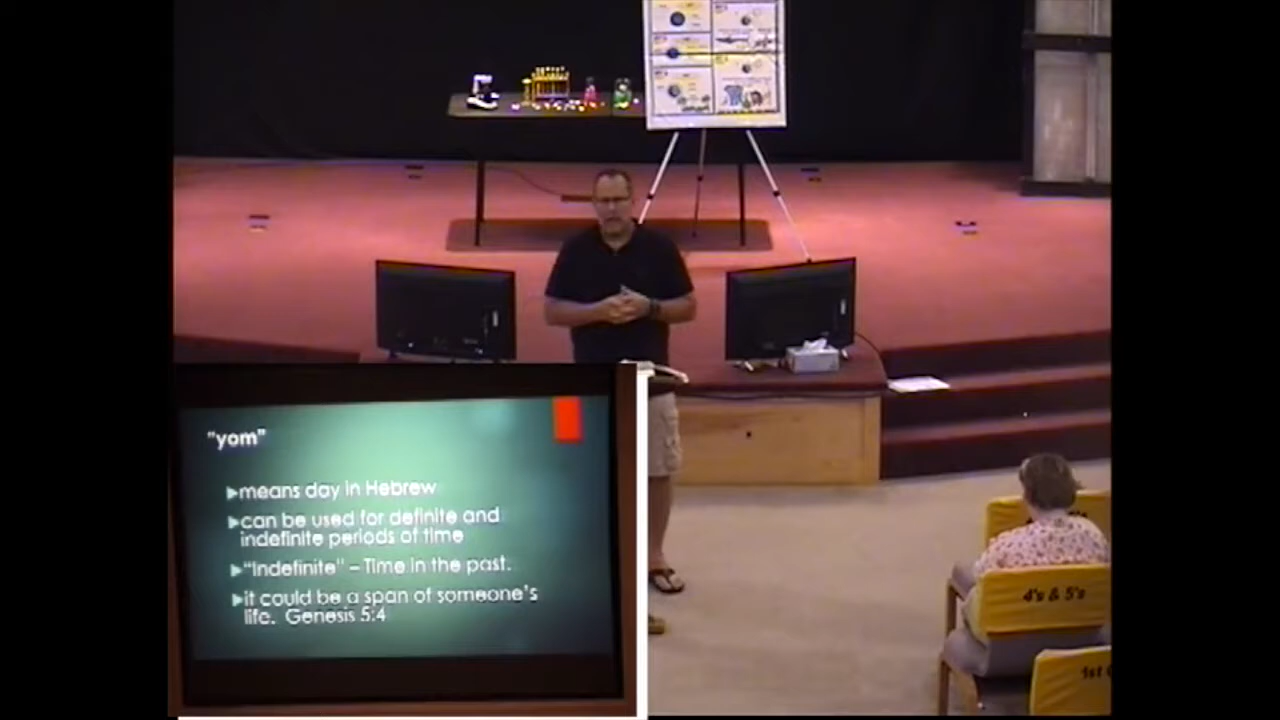 "yom"
▶means day in Hebrew
▶can be used for definite and
indefinite periods of time
▶"Indefinite" – Time in the past.
▶it could be a span of someone's
life. Genesis 5:4
4's & 5's
1st